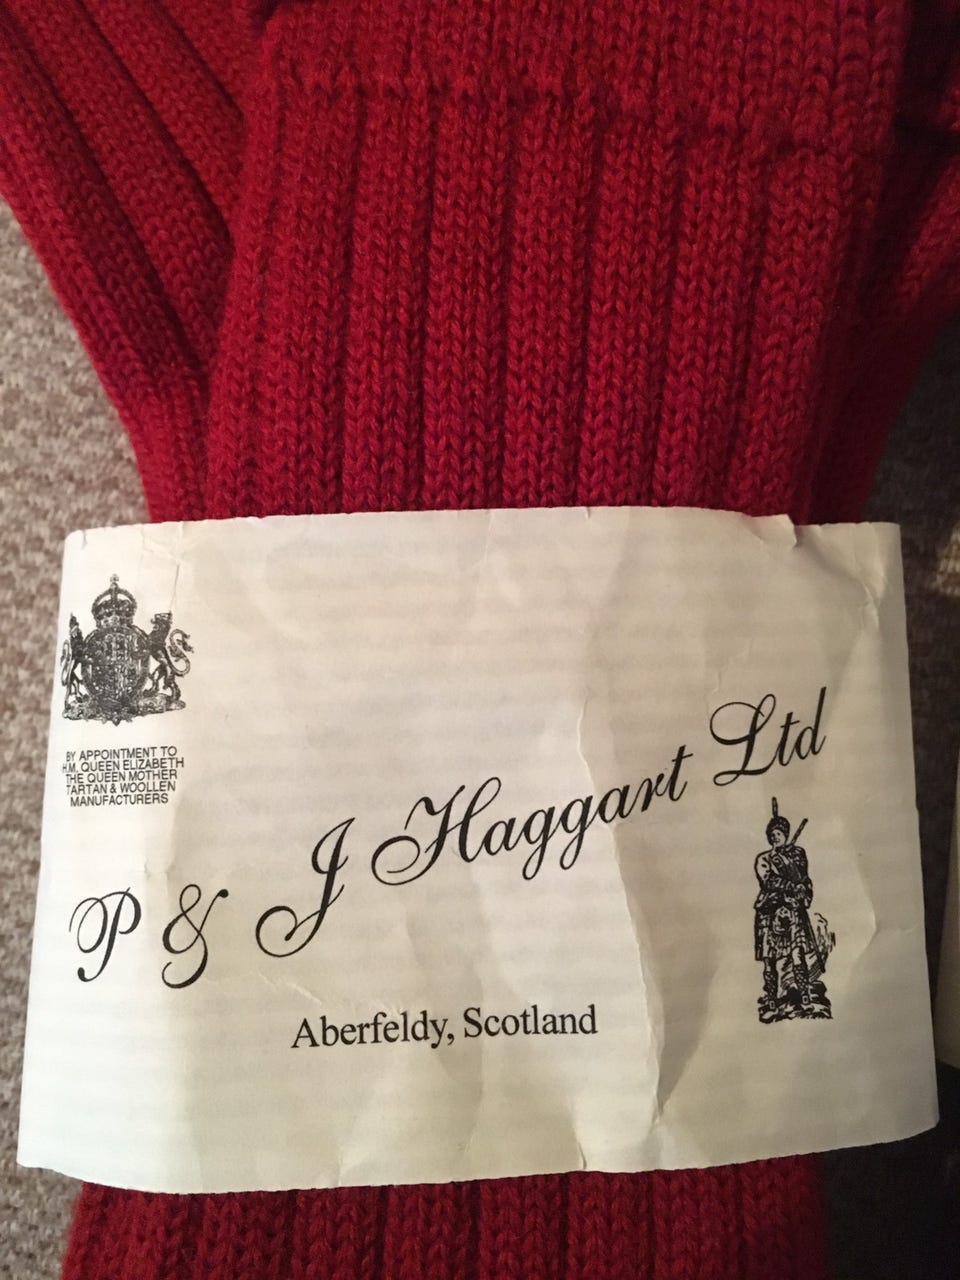 BY APPOINTMENT TO
H.M. QUEEN ELIZABETH
THE QUEEN MOTHER
TARTAN & WOOLLEN
MANUFACTURERS
P & J Haggart Ltd
Aberfeldy, Scotland